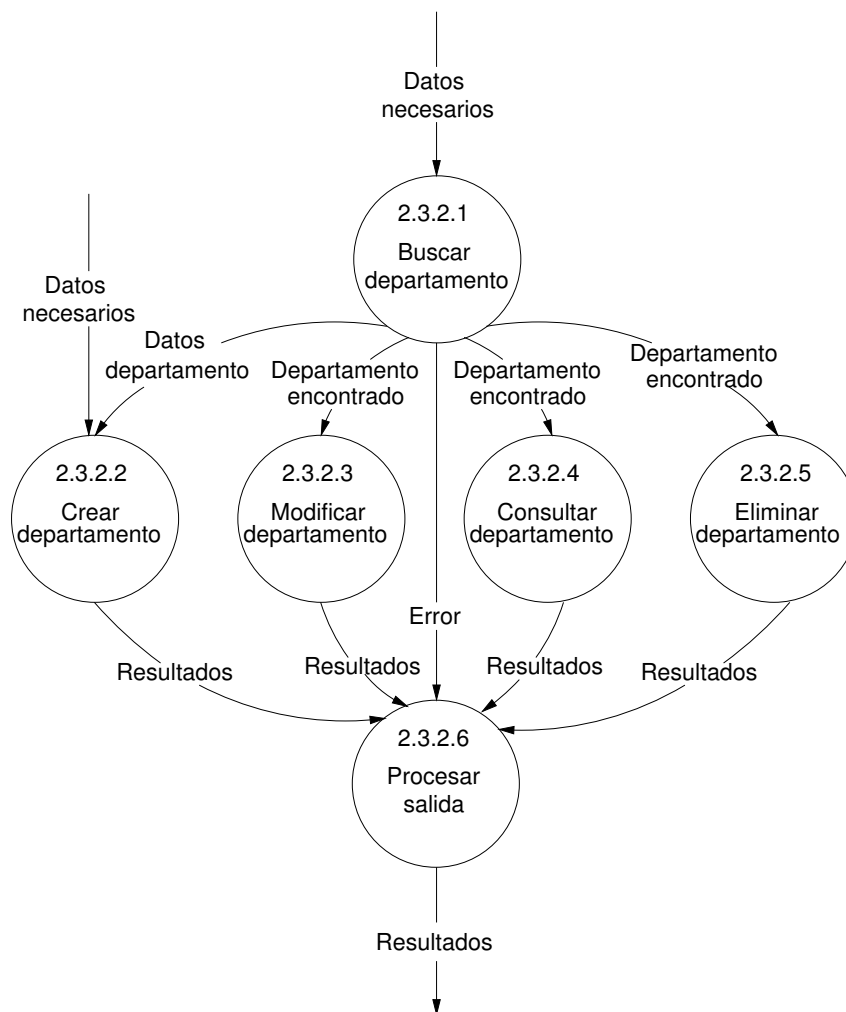 Datos
necesarios
2.3.2.1
Buscar
departamento
Datos
necesarios
Datos
departamento
Departamento
encontrado
Departamento
encontrado
Departamento
encontrado
2.3.2.2
Crear
departamento
2.3.2.3
Modificar
departamento
2.3.2.4
Consultar
departamento
2.3.2.5
Eliminar
departamento
Error
Resultados
Resultados
Resultados
Resultados
2.3.2.6
Procesar
salida
Resultados